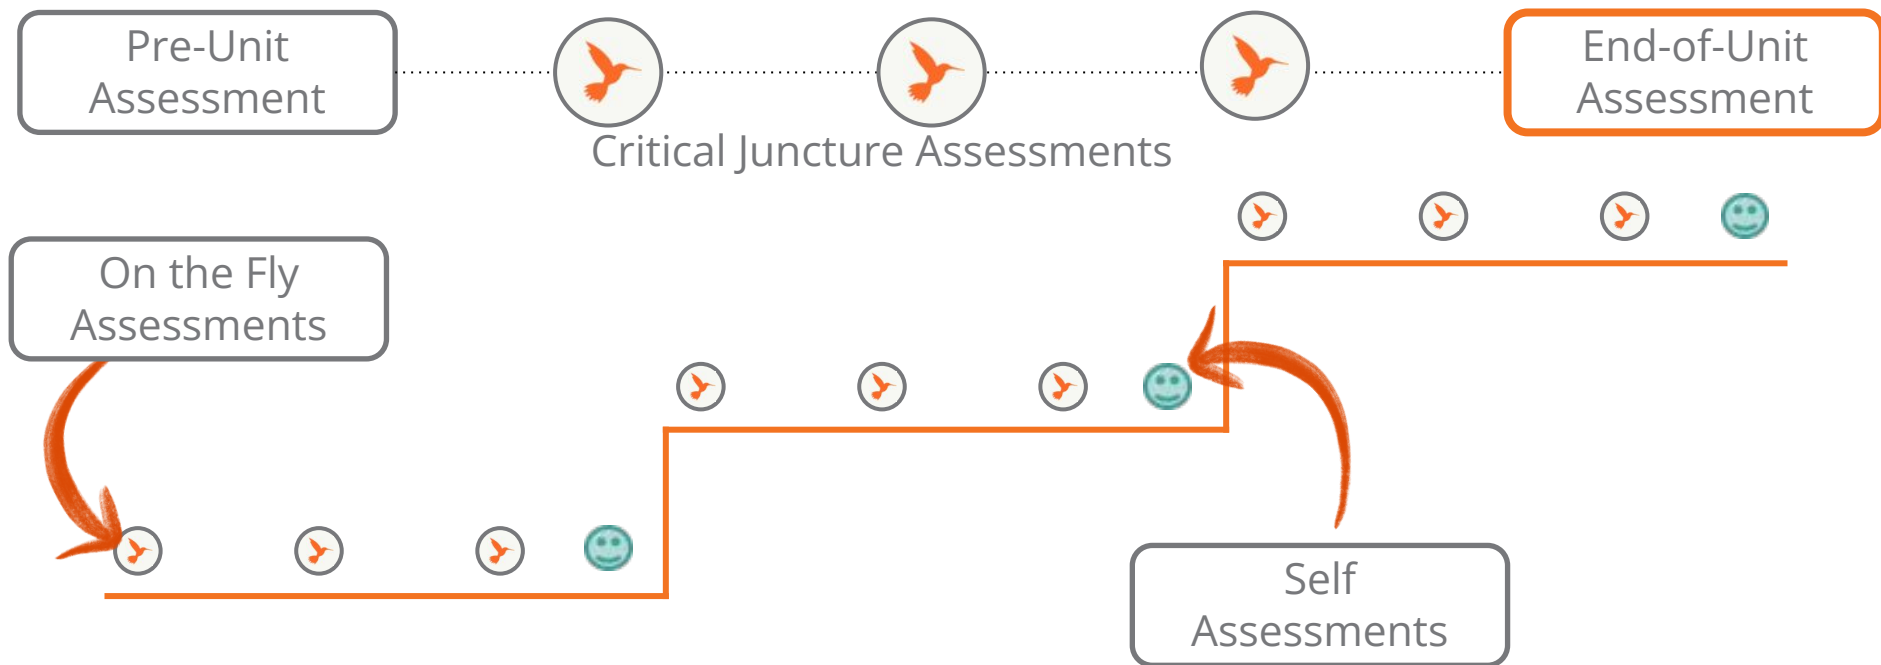 Pre-Unit
Assessment
End-of-Unit
Assessment
Critical Juncture Assessments
On the Fly
Assessments
Self
Assessments